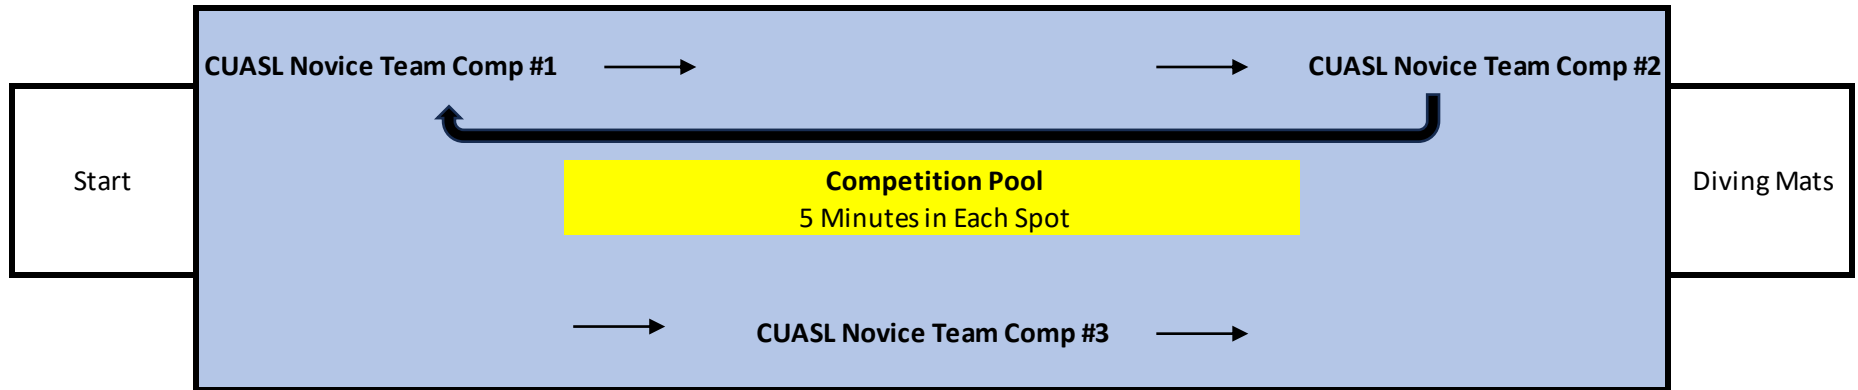 CUASL Novice Team Comp #1
CUASL Novice Team Comp #2
Start
Competition Pool
5 Minutes in Each Spot
Diving Mats
CUASL Novice Team Comp #3